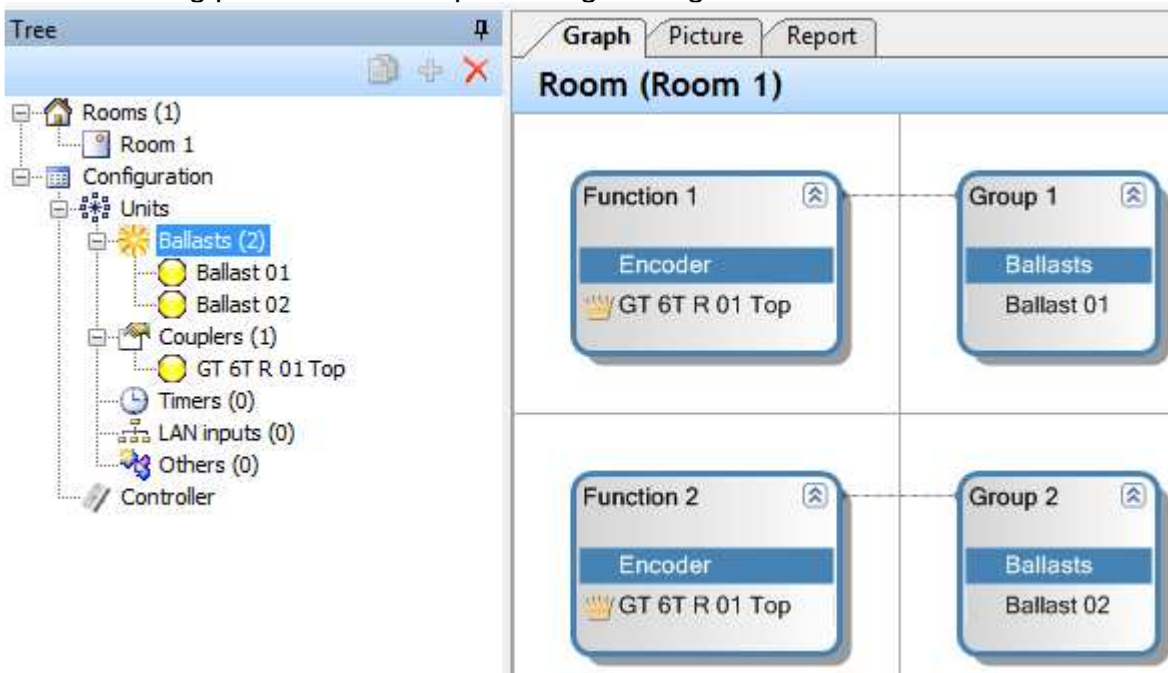 Tree
Rooms (1)
Room 1
Configuration
Units
Ballasts (2)
Ballast 01
Ballast 02
Couplers (1)
GT 6T R 01 Top
Timers (0)
LAN inputs (0)
Others (0)
Controller
Graph Picture Report
Room (Room 1)
Function 1
Encoder
GT 6T R 01 Top
Group 1
Ballasts
Ballast 01
Function 2
Encoder
GT 6T R 01 Top
Group 2
Ballasts
Ballast 02